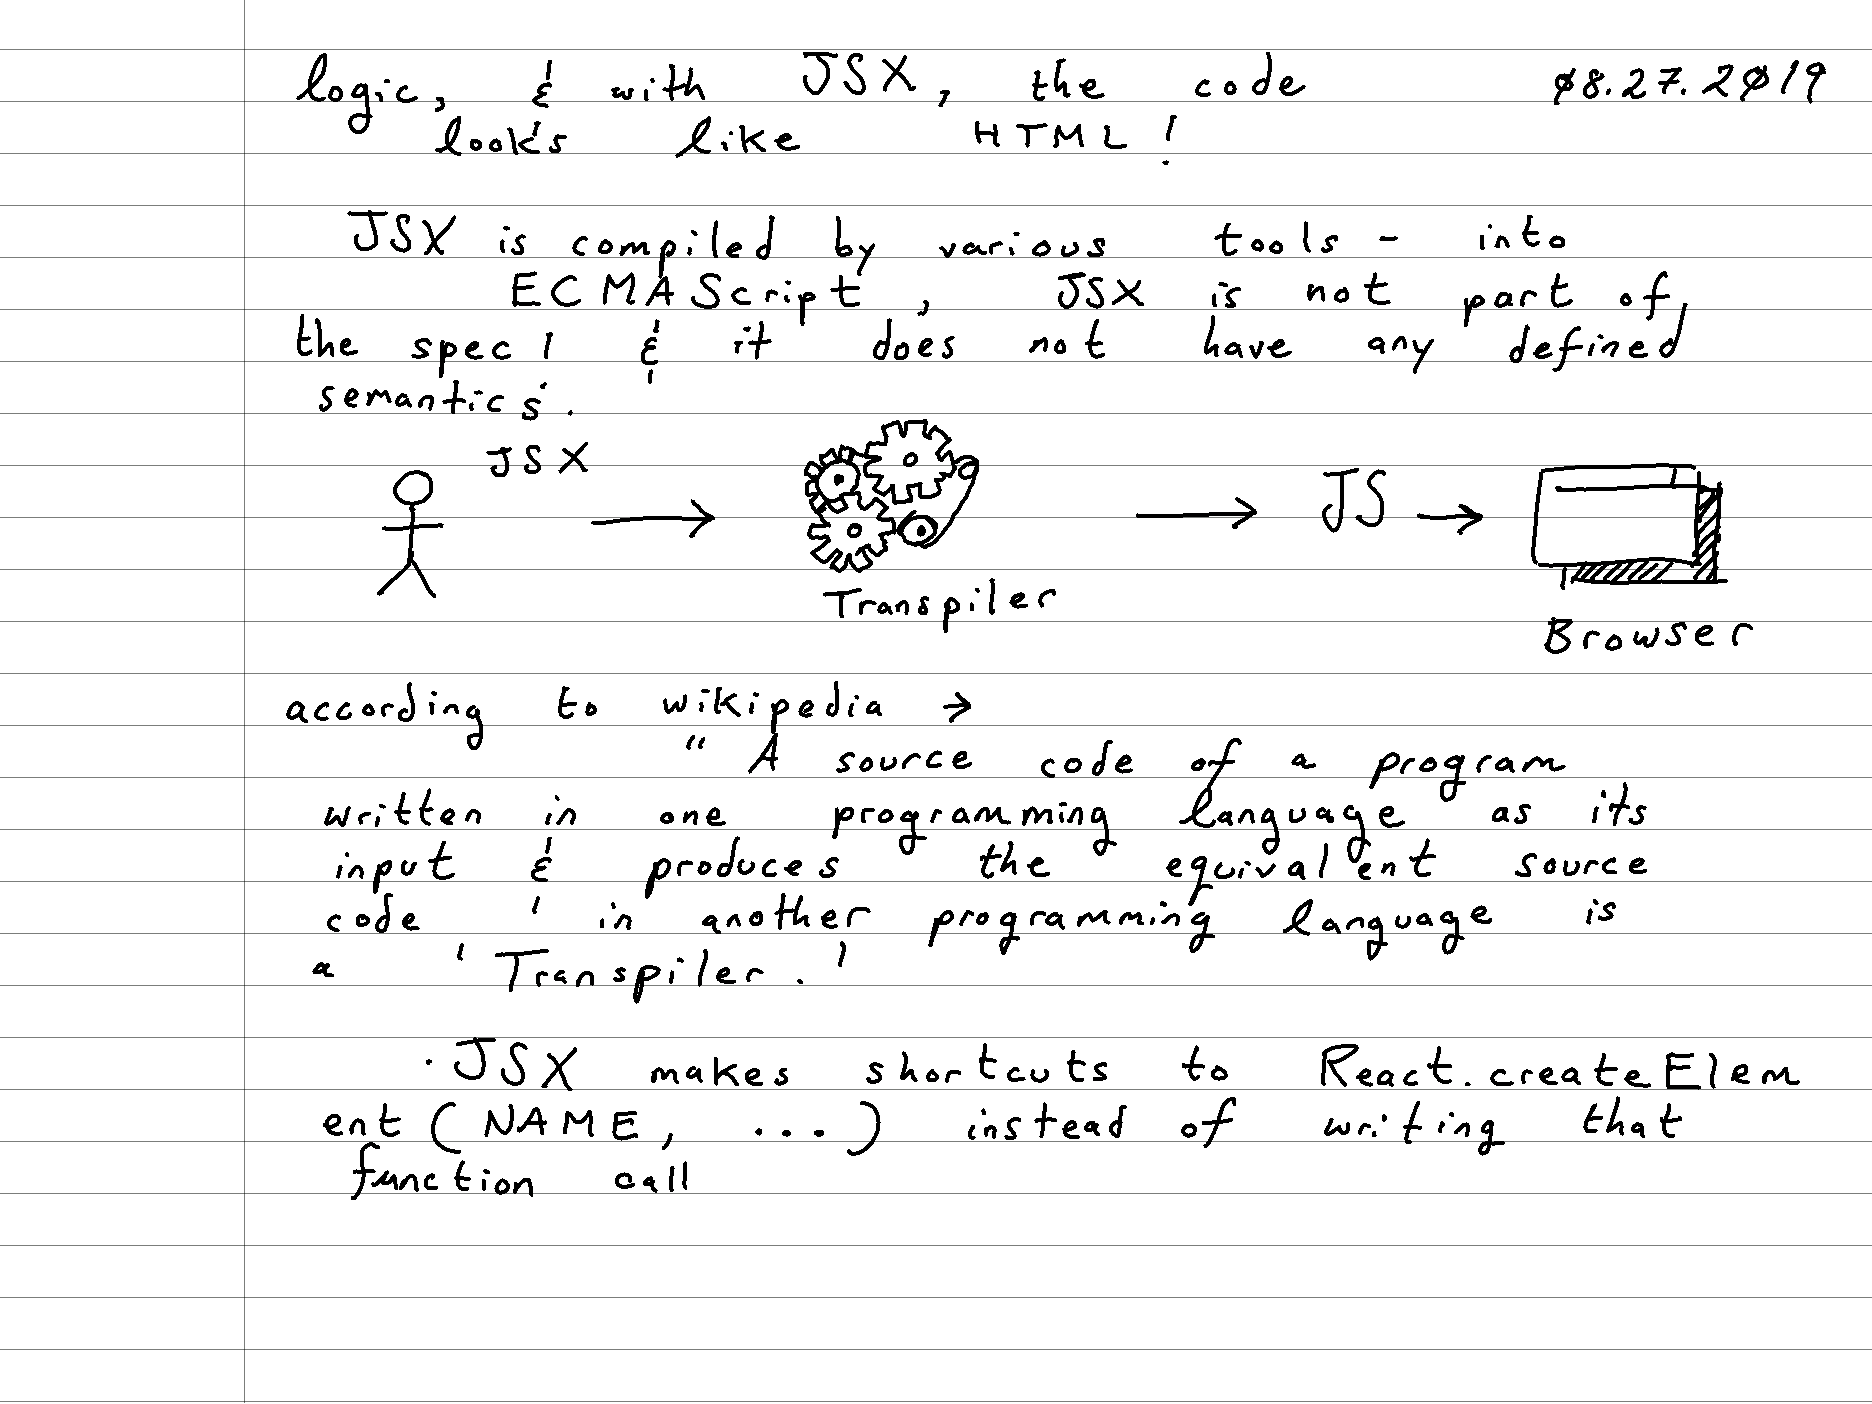 logic, & with JSX, the code 08.27.2019
looks like HTML!
JSX is compiled by various tools - into
ECMAScript, JSX is not part of
the spec! & it does not have any defined
semantics.
JSX
JS
Transpiler
Browser
according to wikipedia →
" A source code of a program
written in one programming language as its
input & produces the equivalent source
code ' in another programming language is
a 'Transpiler.'
· JSX makes shortcuts to React.createElem
ent(NAME, ...) instead of writing that
function call